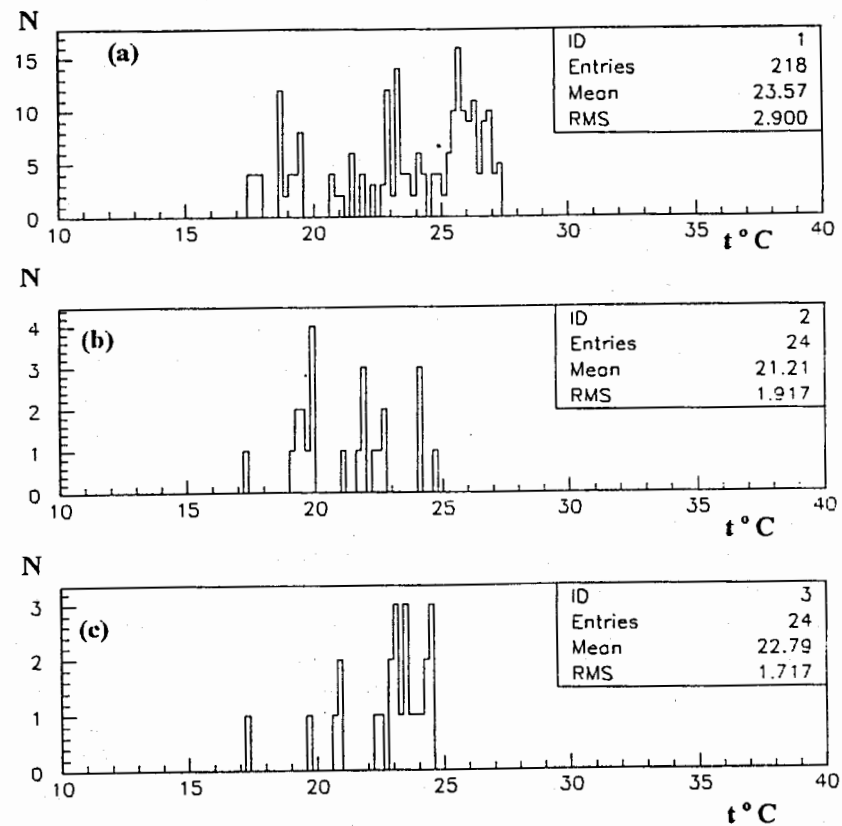 N
(a)
15
10
5
0
ID 1
Entries 218
Mean 23.57
RMS 2.900
10 15 20 25 30 35 40
t ° C
N
(b)
4
3
2
1
0
ID 2
Entries 24
Mean 21.21
RMS 1.917
10 15 20 25 30 35 40
t ° C
N
(c)
3
2
1
0
ID 3
Entries 24
Mean 22.79
RMS 1.717
10 15 20 25 30 35 40
t ° C